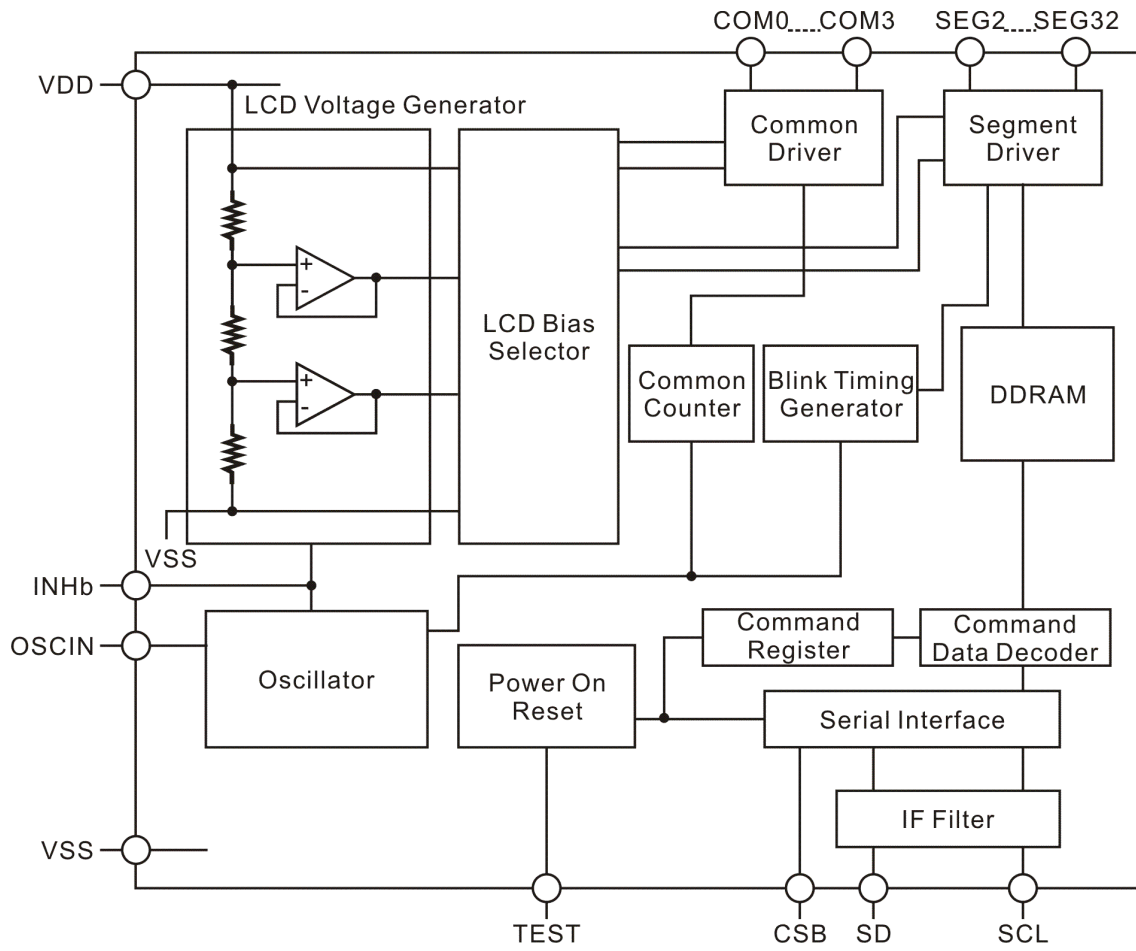 COM0.....COM3
SEG2.....SEG32
VDD
LCD Voltage Generator
Common
Driver
Segment
Driver
+
-
LCD Bias
Selector
Common
Counter
Blink Timing
Generator
DDRAM
+
-
VSS
INHb
OSCIN
Oscillator
Power On
Reset
Command
Register
Command
Data Decoder
Serial Interface
IF Filter
VSS
TEST
CSB
SD
SCL